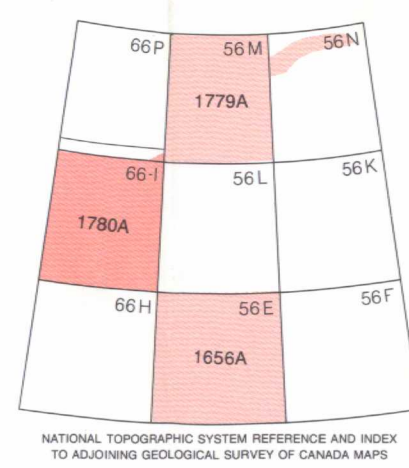 66P 56M 56N
1779A
66-I 56L 56K
1780A
66H 56E 56F
1656A
NATIONAL TOPOGRAPHIC SYSTEM REFERENCE AND INDEX
TO ADJOINING GEOLOGICAL SURVEY OF CANADA MAPS